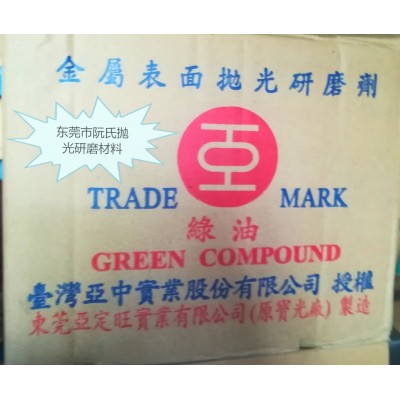 金屬表面抛光研磨劑
东莞市阮氏抛
光研磨材料
亞
TRADE MARK
綠油
GREEN COMPOUND
臺灣亞中實業股份有限公司 授權
東莞亞定旺實業有限公司(原寶光廠) 製造